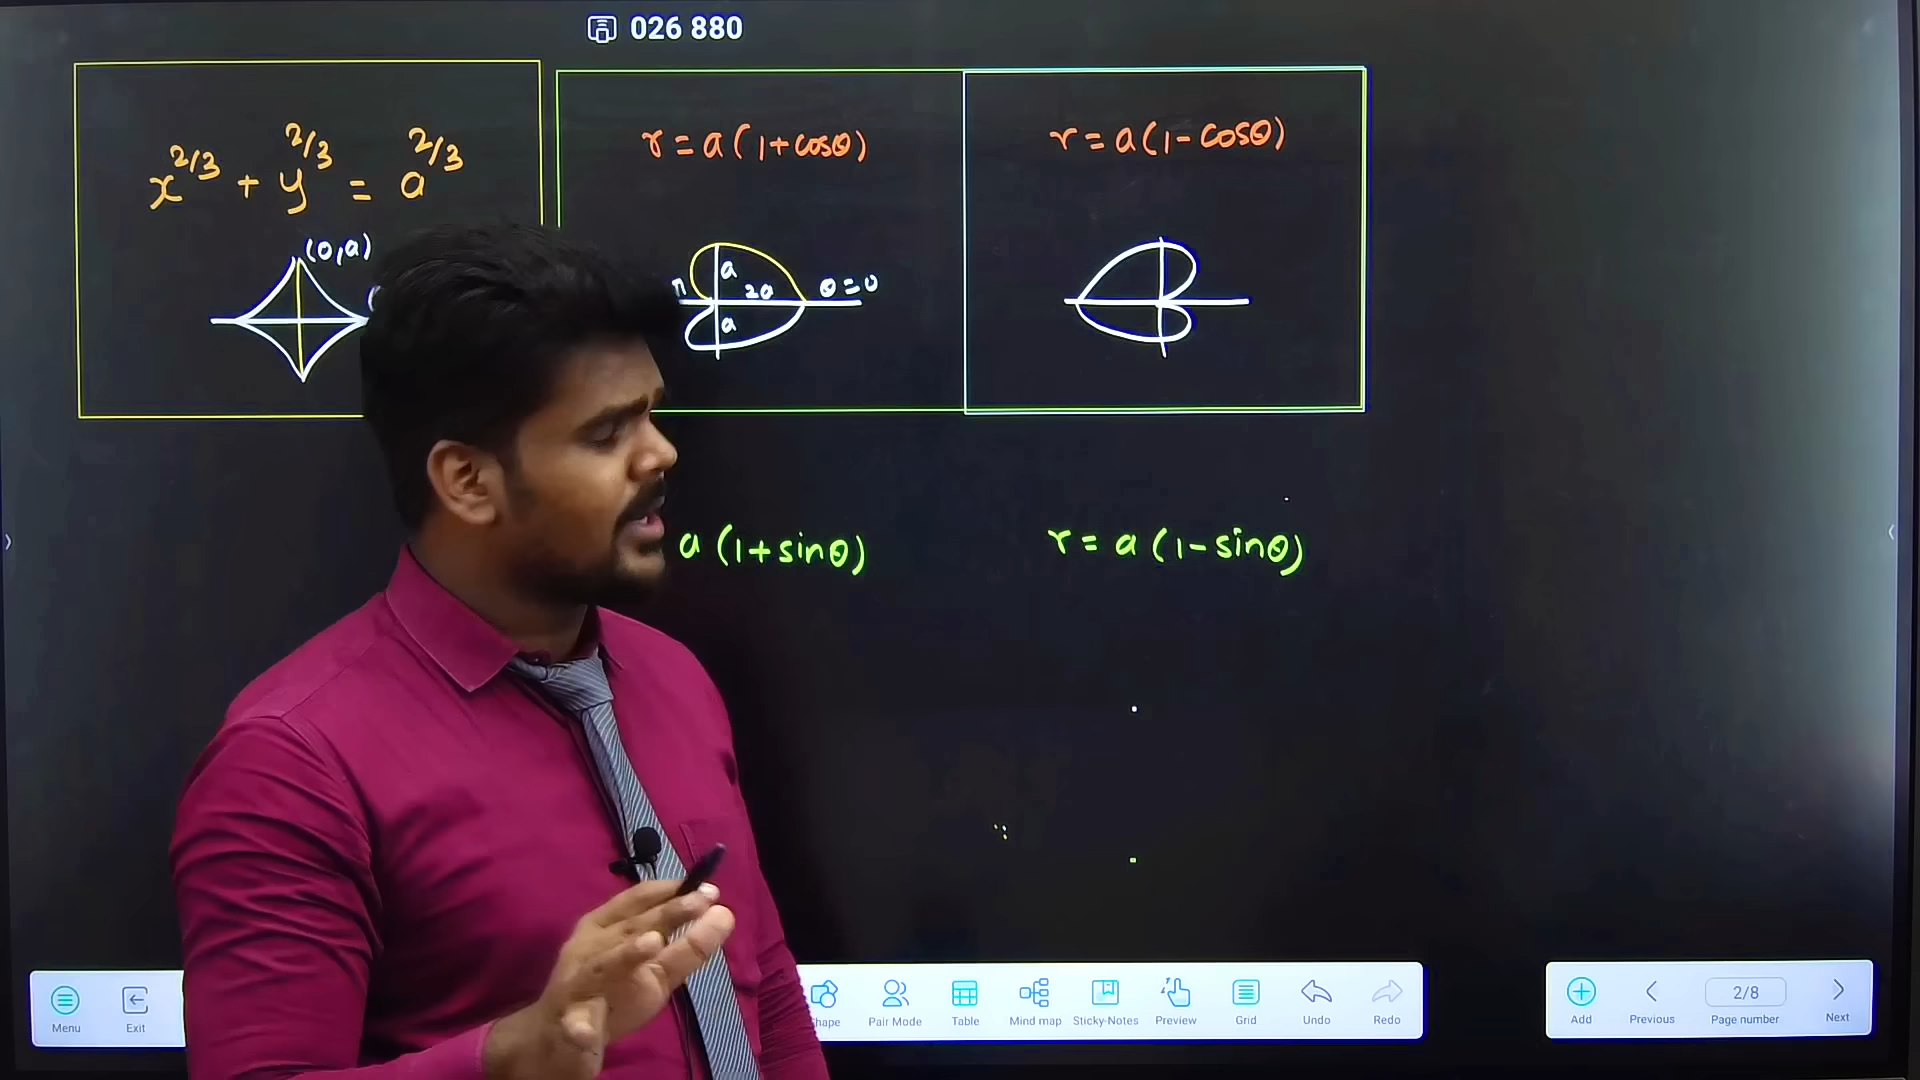 026 880
x^2/3 + y^2/3 = a^2/3
(0,a)
r = a (1+cosθ)
a
2a
θ = 0
π
a
r = a (1-cosθ)
a (1+sinθ)
r = a (1-sinθ)
Menu
Exit
Shape
Pair Mode
Table
Mind map
Sticky-Notes
Preview
Grid
Undo
Redo
Add
Previous
2/8
Page number
Next